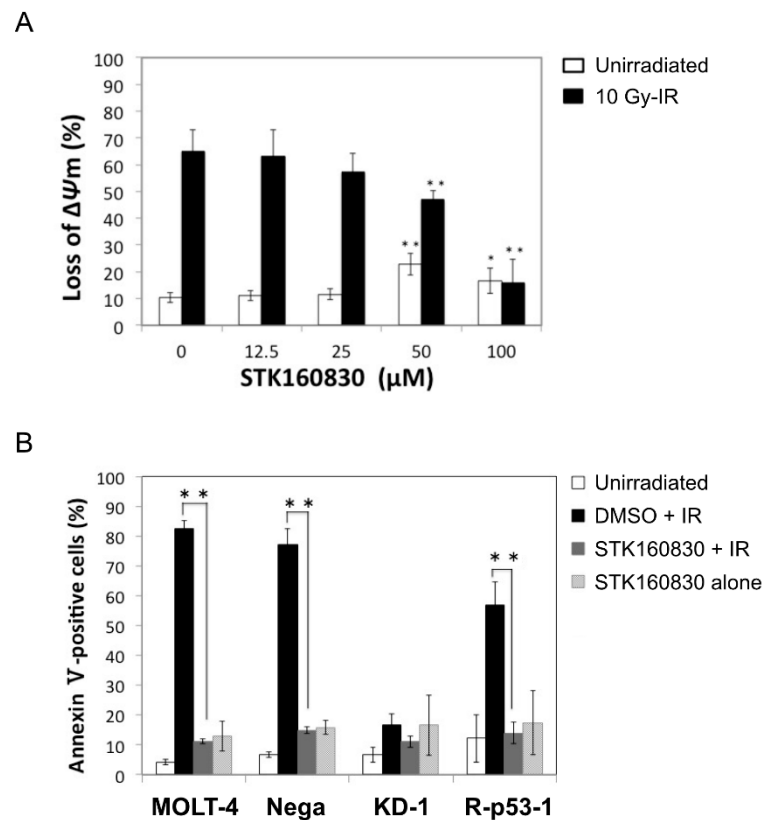 A
100
90
80
70
60
50
40
30
20
10
0
Loss of ΔΨm (%)
** ** * **
0 12.5 25 50 100
STK160830 (μM)
Unirradiated
10 Gy-IR
B
100
90
80
70
60
50
40
30
20
10
0
Annexin V-positive cells (%)
** ** **
MOLT-4 Nega KD-1 R-p53-1
Unirradiated
DMSO + IR
STK160830 + IR
STK160830 alone